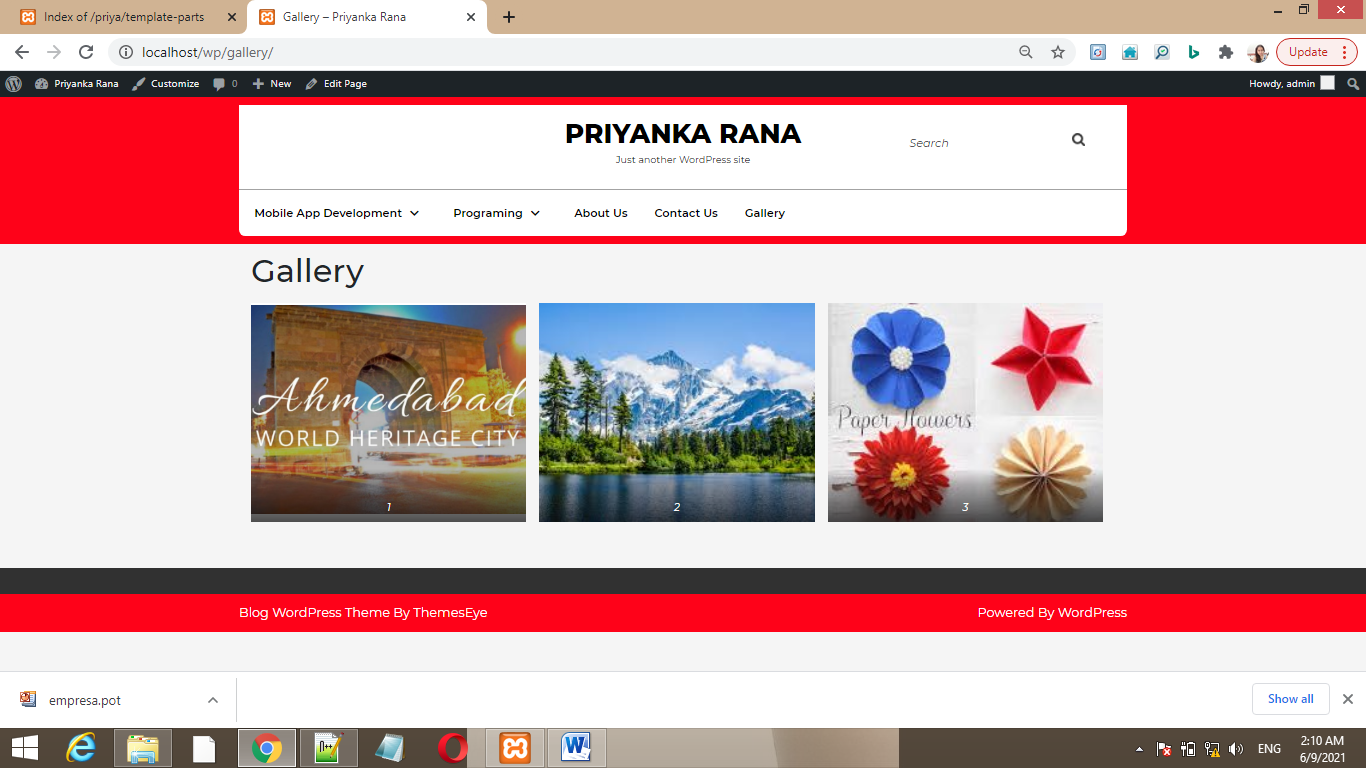 Index of /priya/template-parts
Gallery – Priyanka Rana
localhost/wp/gallery/
Update
Priyanka Rana
Customize
0
New
Edit Page
Howdy, admin
PRIYANKA RANA
Just another WordPress site
Search
Mobile App Development
Programing
About Us
Contact Us
Gallery
Gallery
Ahmedabad
WORLD HERITAGE CITY
1
2
Paper flowers
3
Blog WordPress Theme By ThemesEye
Powered By WordPress
empresa.pot
Show all
ENG
2:10 AM
6/9/2021